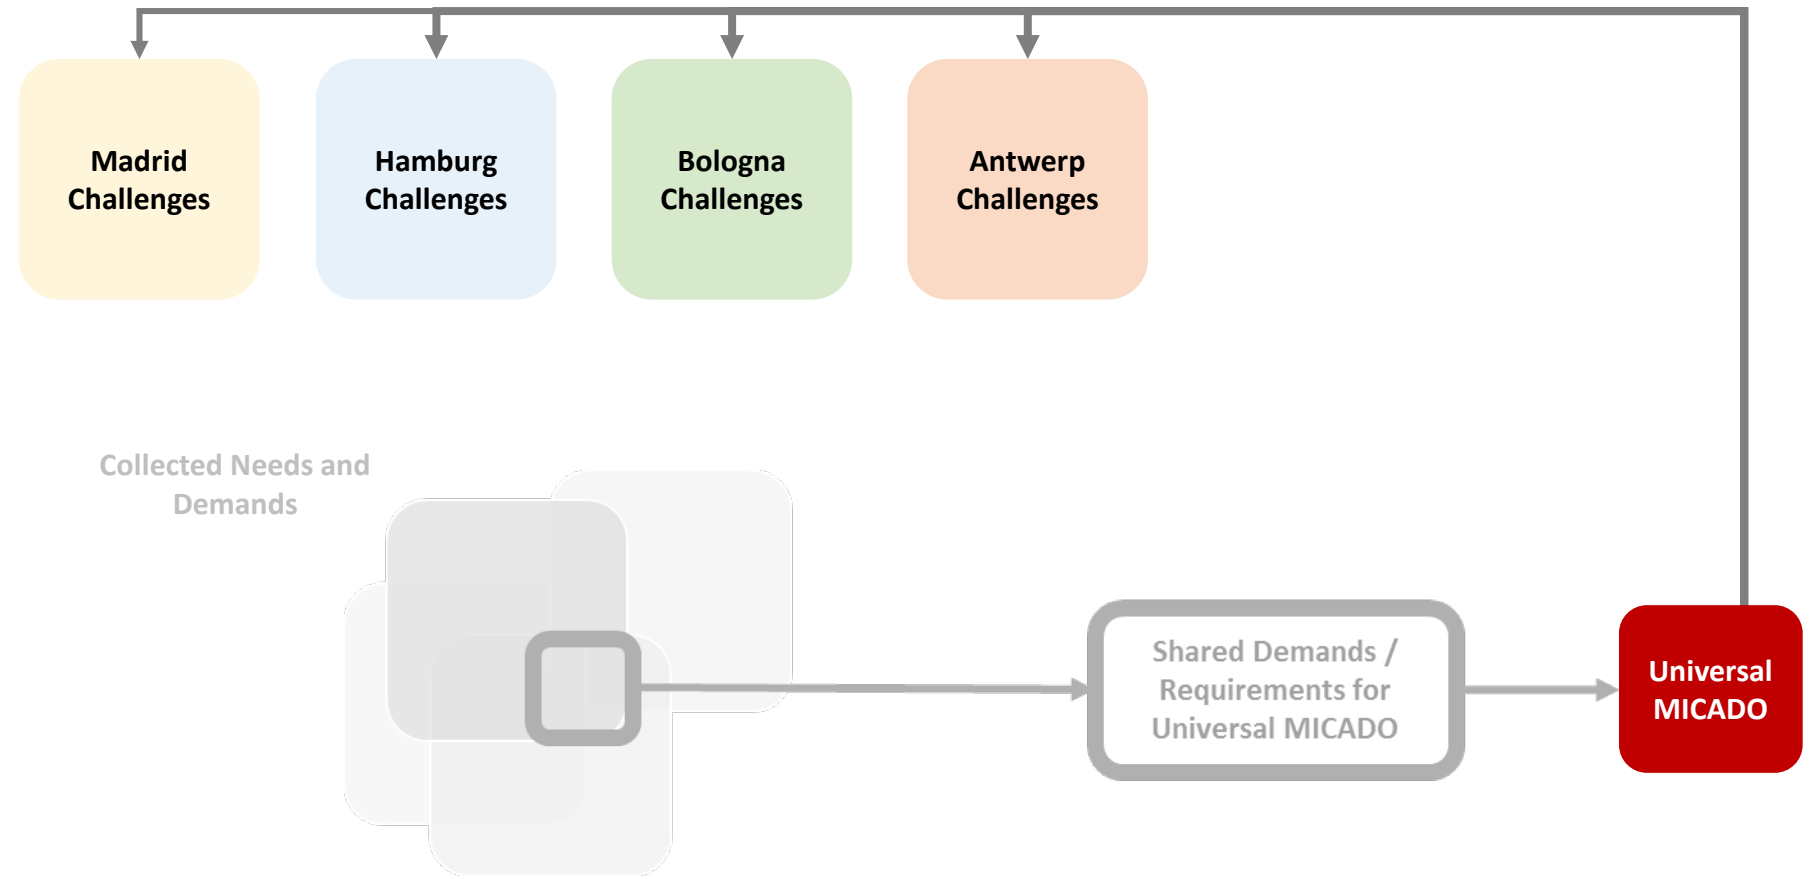 Madrid
Challenges
Hamburg
Challenges
Bologna
Challenges
Antwerp
Challenges
Collected Needs and
Demands
Shared Demands /
Requirements for
Universal MICADO
Universal
MICADO